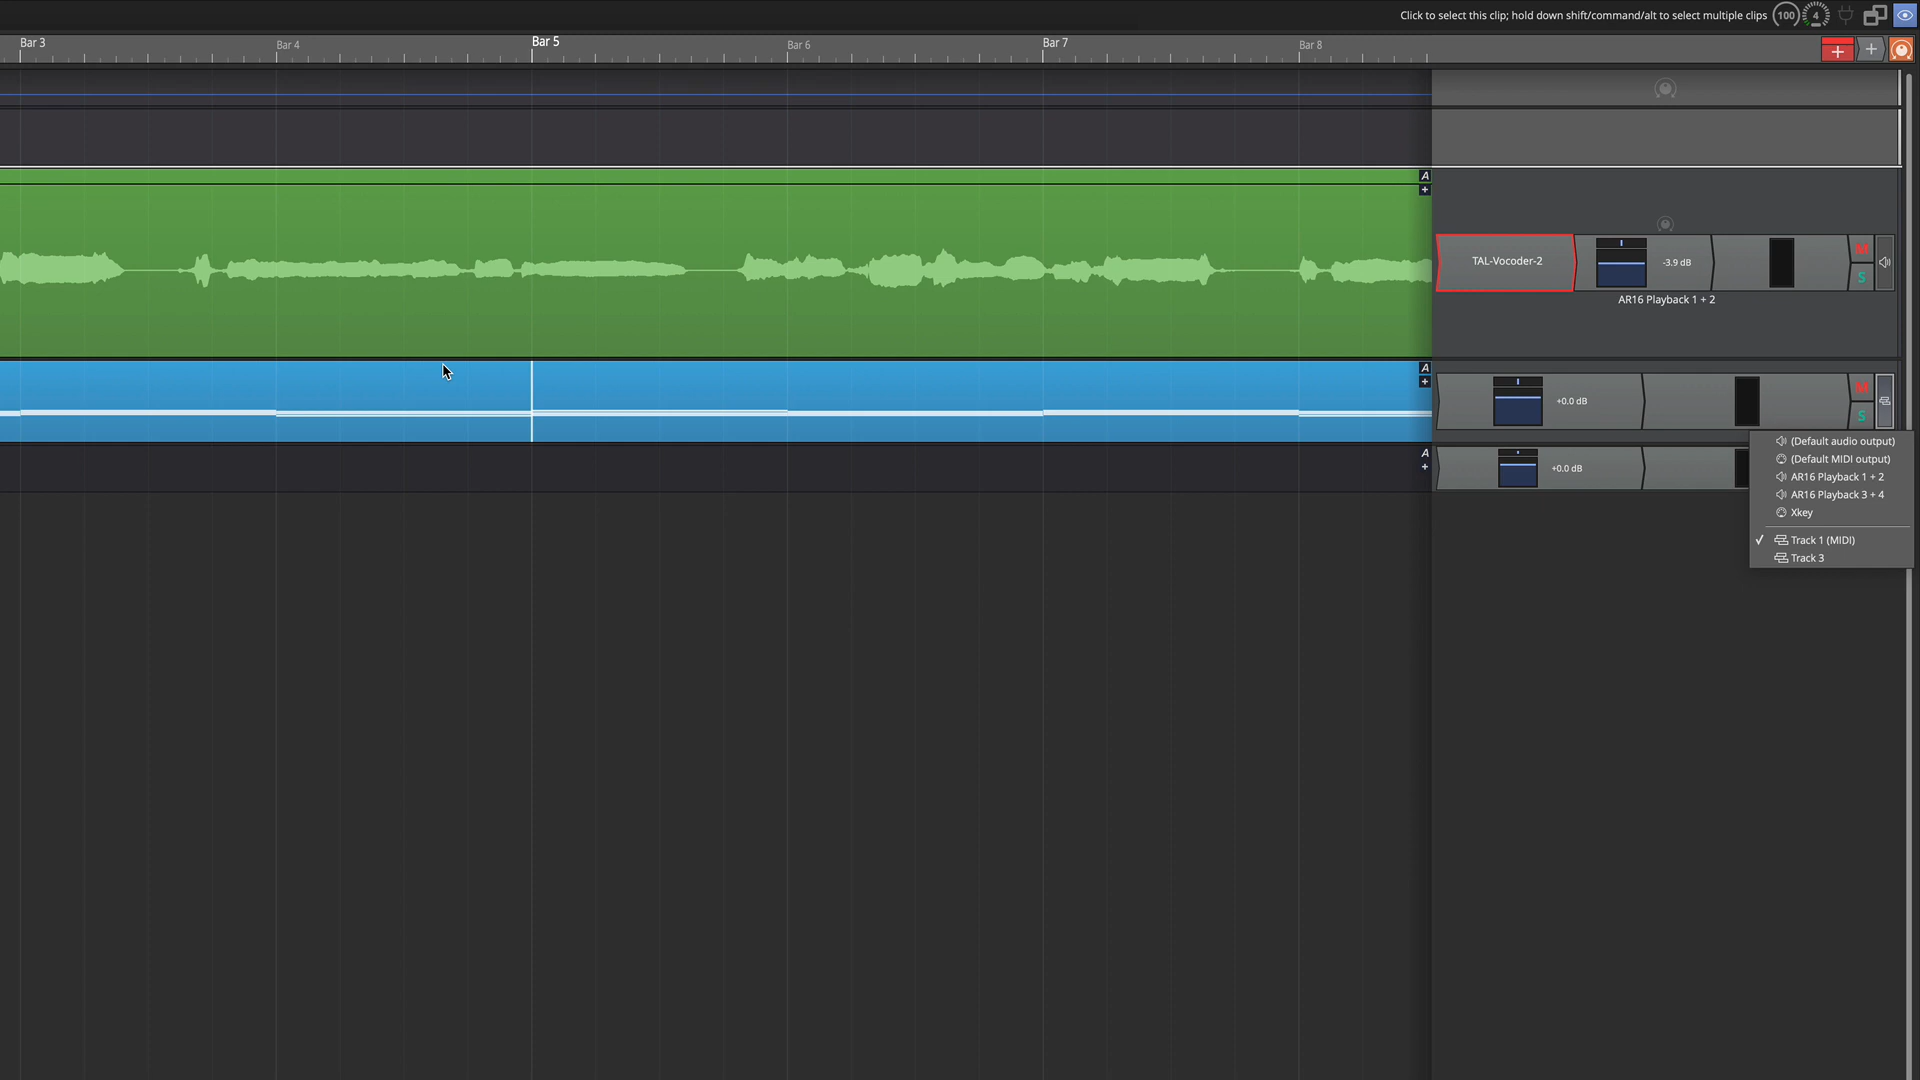 Click to select this clip; hold down shift/command/alt to select multiple clips
100
4
Bar 3
Bar 4
Bar 5
Bar 6
Bar 7
Bar 8
A
+
TAL-Vocoder-2
-3.9 dB
M
S
AR16 Playback 1 + 2
A
+
+0.0 dB
M
S
A
+
+0.0 dB
(Default audio output)
(Default MIDI output)
AR16 Playback 1 + 2
AR16 Playback 3 + 4
Xkey
✓ Track 1 (MIDI)
Track 3